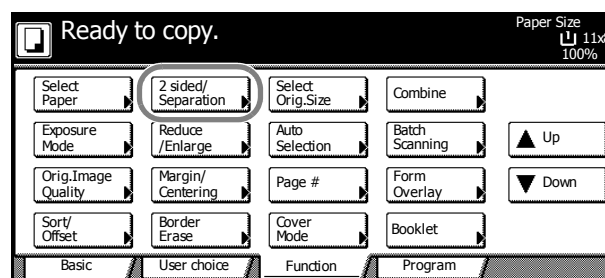 Ready to copy.
Paper Size
11x
100%
Select
Paper
2 sided/
Separation
Select
Orig.Size
Combine
Exposure
Mode
Reduce
/Enlarge
Auto
Selection
Batch
Scanning
Up
Orig.Image
Quality
Margin/
Centering
Page #
Form
Overlay
Down
Sort/
Offset
Border
Erase
Cover
Mode
Booklet
Basic
User choice
Function
Program